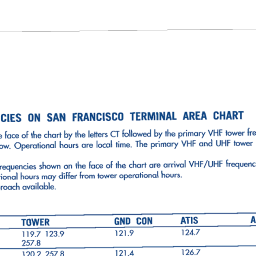 CIES ON SAN FRANCISCO TERMINAL AREA CHART
e face of the chart by the letters CT followed by the primary VHF tower fre
ow. Operational hours are local time. The primary VHF and UHF tower
requencies shown on the face of the chart are arrival VHF/UHF frequenc
tional hours may differ from tower operational hours.
roach available.
TOWER GND CON ATIS A
119.7 123.9 121.9 124.7
257.8
120.2 257.8 121.4 126.7